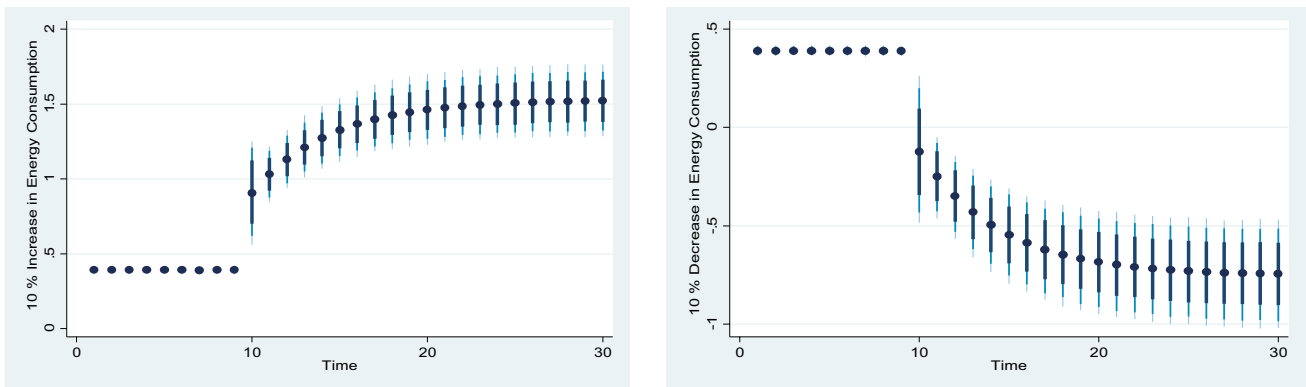 10 % Increase in Energy Consumption
2
1.5
1
.5
0
0 10 20 30
Time
10 % Decrease in Energy Consumption
.5
0
-.5
-1
0 10 20 30
Time